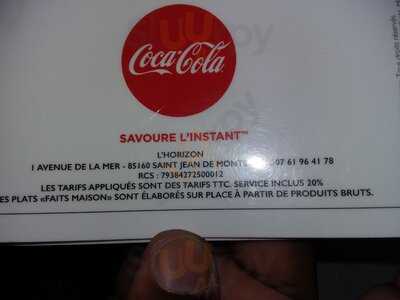 Coca-Cola
SAVOURE L'INSTANT™
L'HORIZON
1 AVENUE DE LA MER - 85160 SAINT JEAN DE MONTS 07 61 96 41 78
RCS : 79384272500012
LES TARIFS APPLIQUÉS SONT DES TARIFS TTC. SERVICE INCLUS 20%
ES PLATS «FAITS MAISON» SONT ÉLABORÉS SUR PLACE À PARTIR DE PRODUITS BRUTS.